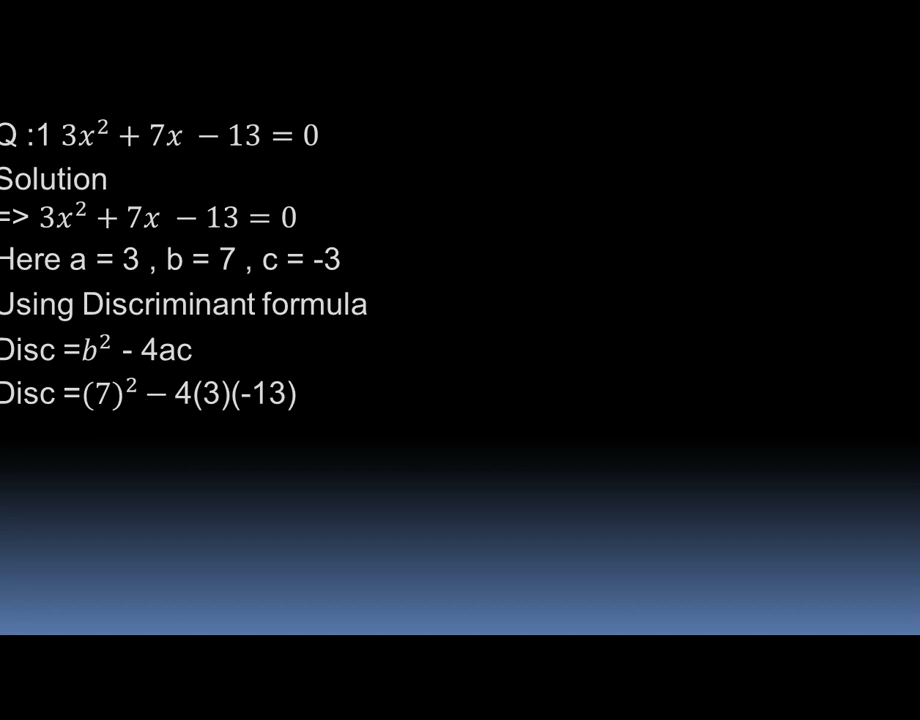 Q :1 3x² + 7x − 13 = 0
Solution
=> 3x² + 7x − 13 = 0
Here a = 3 , b = 7 , c = -3
Using Discriminant formula
Disc =b² - 4ac
Disc =(7)² − 4(3)(-13)